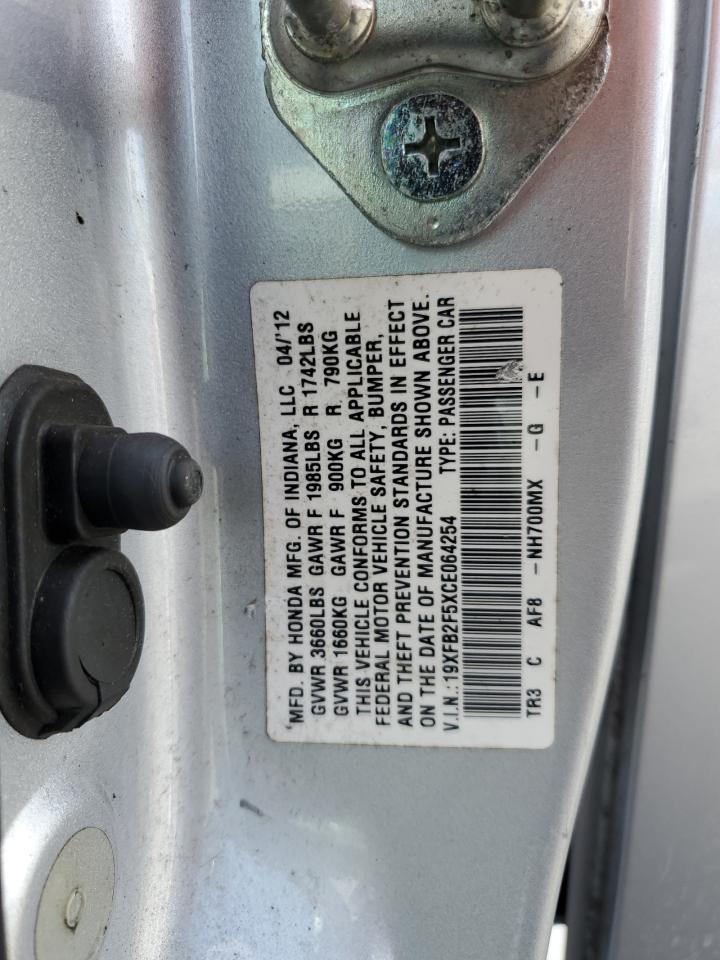 MFD. BY HONDA MFG. OF INDIANA, LLC 04/'12
GVWR 3660LBS GAWR F 1985LBS R 1742LBS
GVWR 1660KG GAWR F 900KG R 790KG
THIS VEHICLE CONFORMS TO ALL APPLICABLE
FEDERAL MOTOR VEHICLE SAFETY, BUMPER,
AND THEFT PREVENTION STANDARDS IN EFFECT
ON THE DATE OF MANUFACTURE SHOWN ABOVE.
V.I.N.:19XFB2F5XCE064254 TYPE: PASSENGER CAR
TR3 C AF8 -NH700MX -G -E